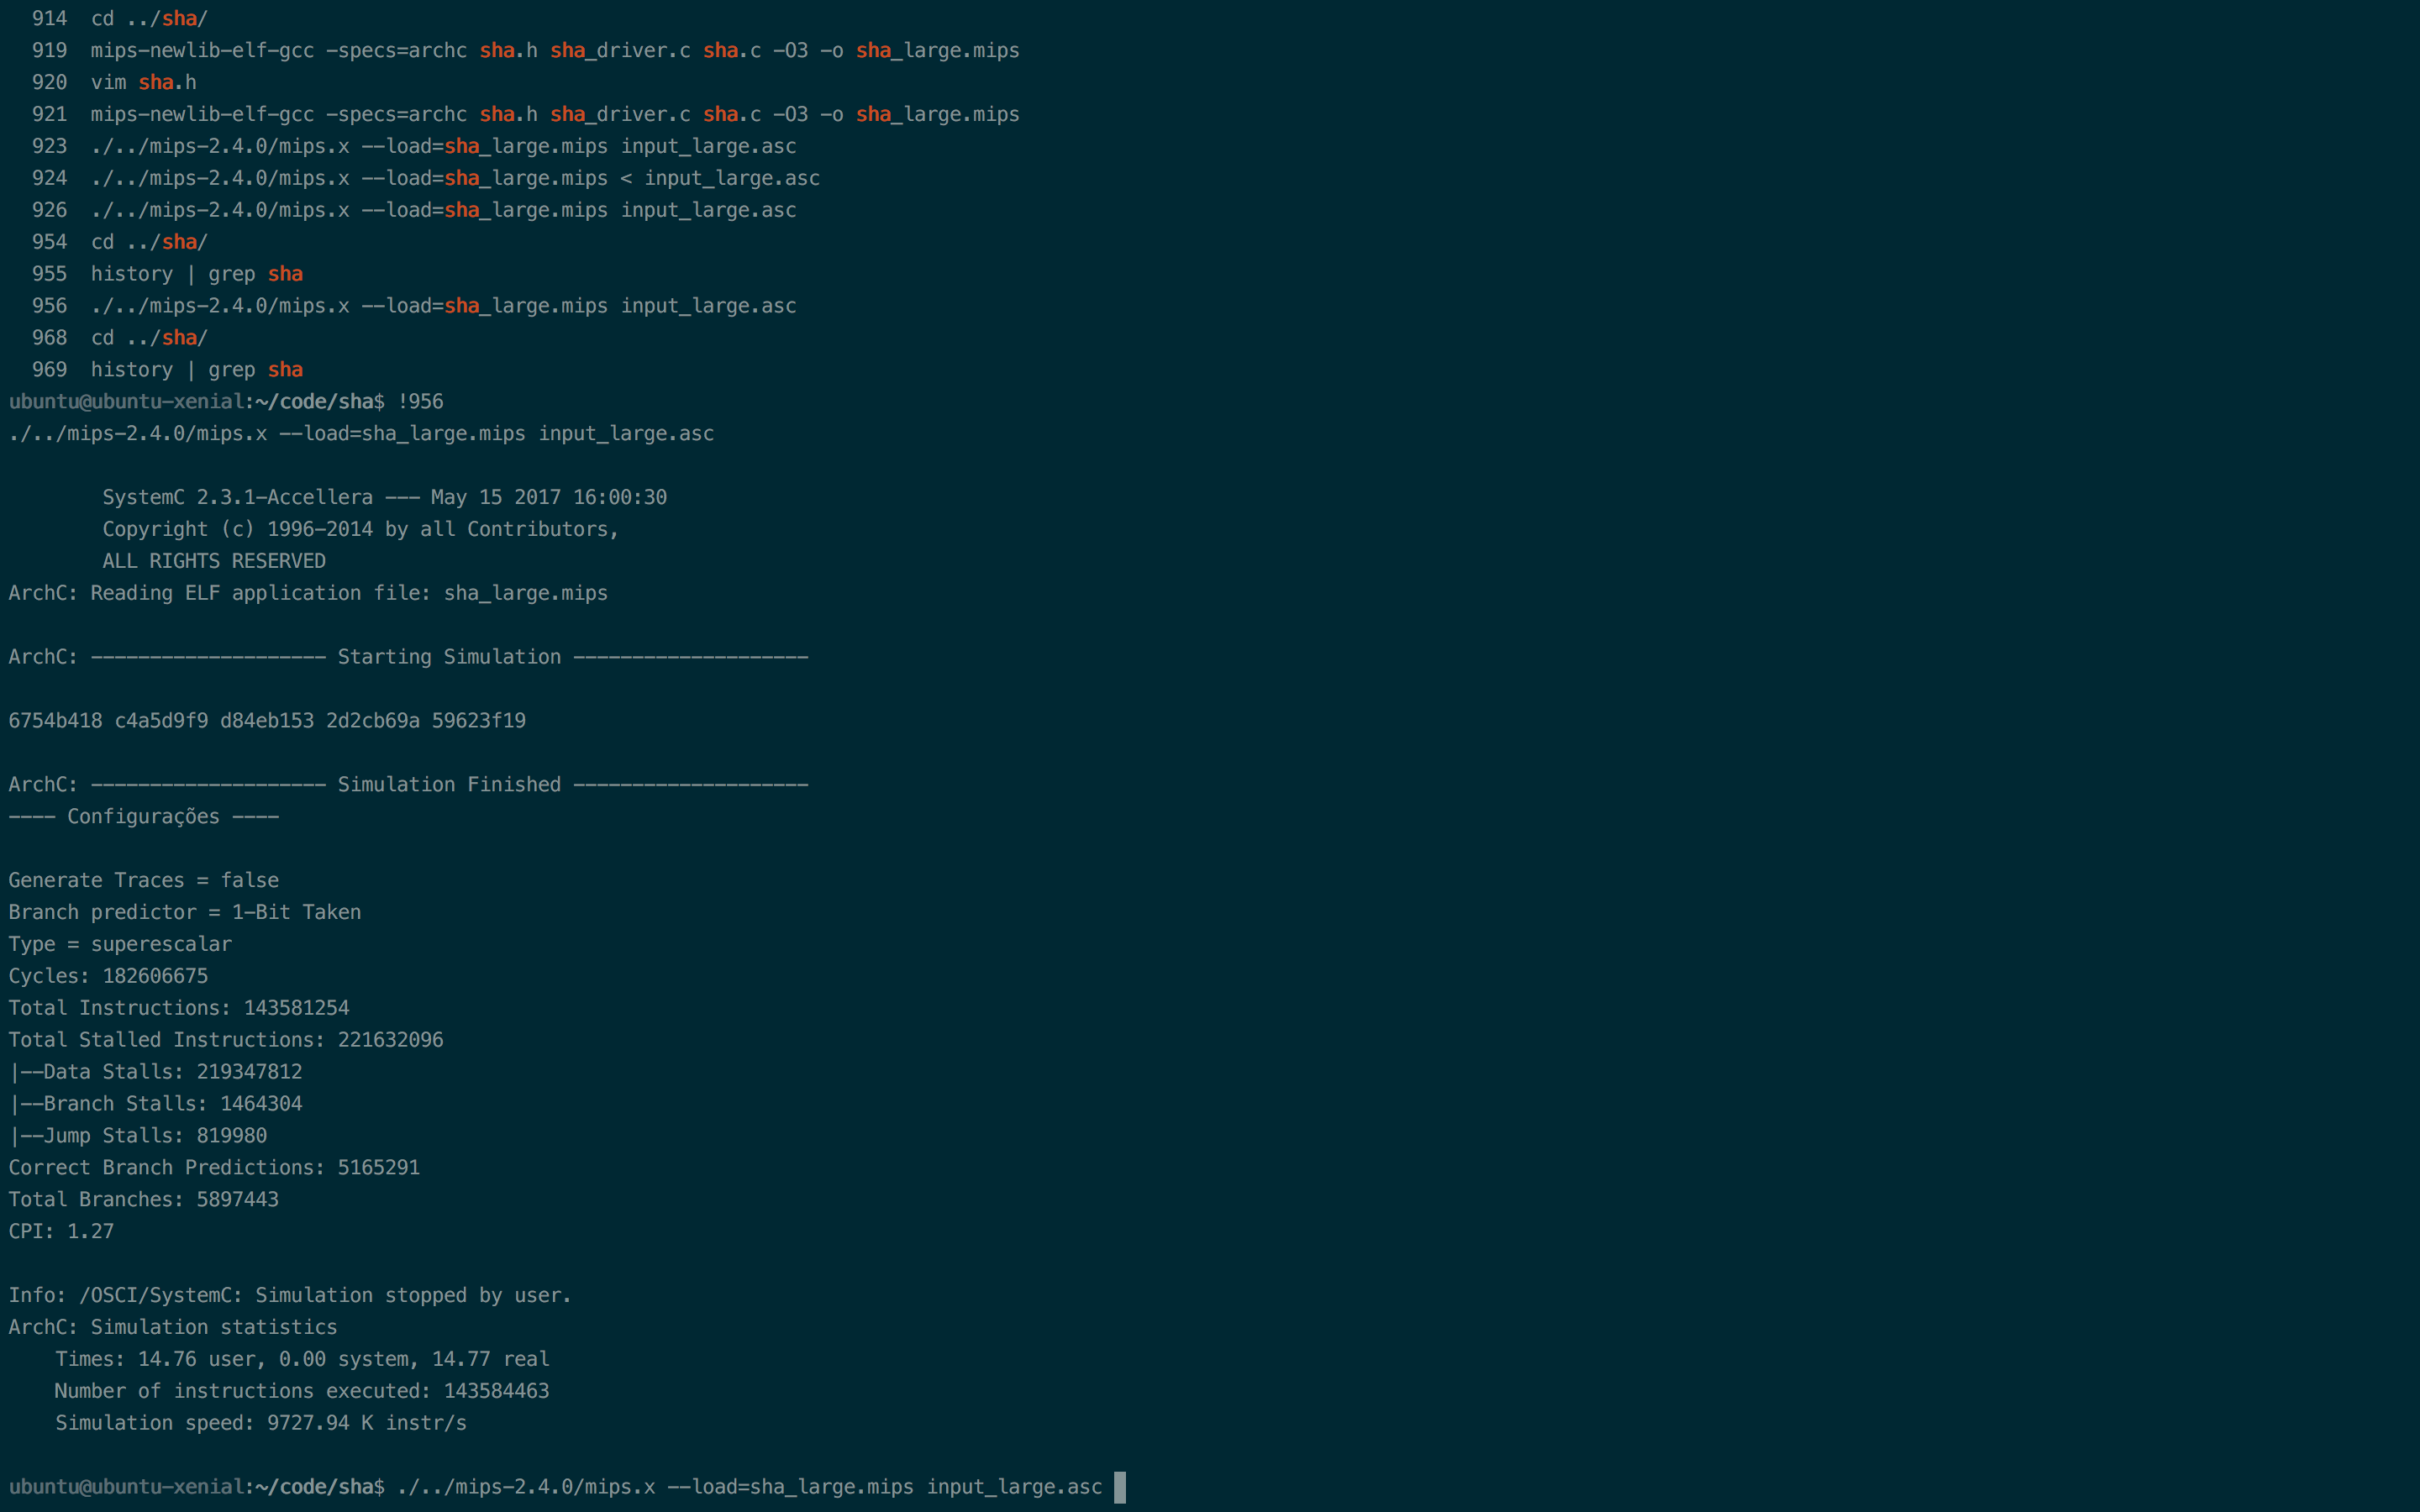 914  cd ../sha/
919  mips-newlib-elf-gcc -specs=archc sha.h sha_driver.c sha.c -O3 -o sha_large.mips
920  vim sha.h
921  mips-newlib-elf-gcc -specs=archc sha.h sha_driver.c sha.c -O3 -o sha_large.mips
923  ./../mips-2.4.0/mips.x --load=sha_large.mips input_large.asc
924  ./../mips-2.4.0/mips.x --load=sha_large.mips < input_large.asc
926  ./../mips-2.4.0/mips.x --load=sha_large.mips input_large.asc
954  cd ../sha/
955  history | grep sha
956  ./../mips-2.4.0/mips.x --load=sha_large.mips input_large.asc
968  cd ../sha/
969  history | grep sha
ubuntu@ubuntu-xenial:~/code/sha$ !956
./../mips-2.4.0/mips.x --load=sha_large.mips input_large.asc
SystemC 2.3.1-Accellera --- May 15 2017 16:00:30
Copyright (c) 1996-2014 by all Contributors,
ALL RIGHTS RESERVED
ArchC: Reading ELF application file: sha_large.mips
ArchC: -------------------- Starting Simulation --------------------
6754b418 c4a5d9f9 d84eb153 2d2cb69a 59623f19
ArchC: -------------------- Simulation Finished --------------------
---- Configurações ----
Generate Traces = false
Branch predictor = 1-Bit Taken
Type = superescalar
Cycles: 182606675
Total Instructions: 143581254
Total Stalled Instructions: 221632096
|--Data Stalls: 219347812
|--Branch Stalls: 1464304
|--Jump Stalls: 819980
Correct Branch Predictions: 5165291
Total Branches: 5897443
CPI: 1.27
Info: /OSCI/SystemC: Simulation stopped by user.
ArchC: Simulation statistics
Times: 14.76 user, 0.00 system, 14.77 real
Number of instructions executed: 143584463
Simulation speed: 9727.94 K instr/s
ubuntu@ubuntu-xenial:~/code/sha$ ./../mips-2.4.0/mips.x --load=sha_large.mips input_large.asc